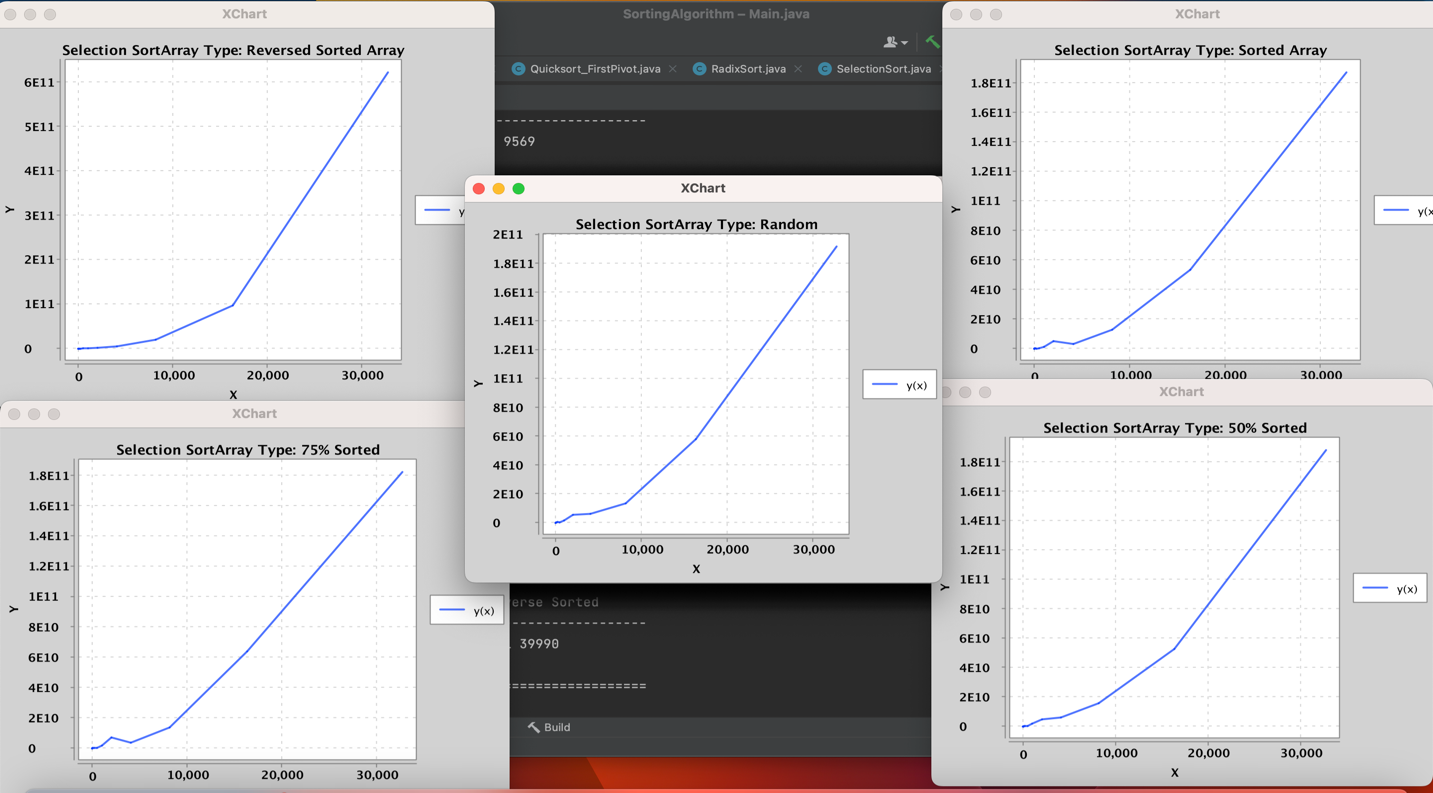 XChart
Selection SortArray Type: Reversed Sorted Array
6E11
5E11
4E11
3E11
2E11
1E11
0
Y
0 10,000 20,000 30,000
X
y
SortingAlgorithm – Main.java
Quicksort_FirstPivot.java RadixSort.java SelectionSort.java
--------------------
9569
XChart
Selection SortArray Type: Sorted Array
1.8E11
1.6E11
1.4E11
1.2E11
1E11
8E10
6E10
4E10
2E10
0
Y
0 10,000 20,000 30,000
y(x
XChart
Selection SortArray Type: Random
2E11
1.8E11
1.6E11
1.4E11
1.2E11
1E11
8E10
6E10
4E10
2E10
0
Y
0 10,000 20,000 30,000
X
y(x)
XChart
Selection SortArray Type: 75% Sorted
1.8E11
1.6E11
1.4E11
1.2E11
1E11
8E10
6E10
4E10
2E10
0
Y
0 10,000 20,000 30,000
y(x)
XChart
Selection SortArray Type: 50% Sorted
1.8E11
1.6E11
1.4E11
1.2E11
1E11
8E10
6E10
4E10
2E10
0
Y
0 10,000 20,000 30,000
X
y(x)
erse Sorted
--------------------
39990
====================
Build